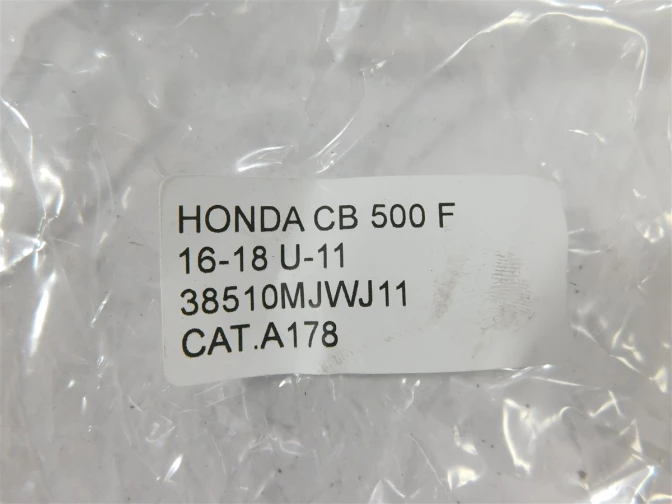 HONDA CB 500 F
16-18 U-11
38510MJWJ11
CAT.A178